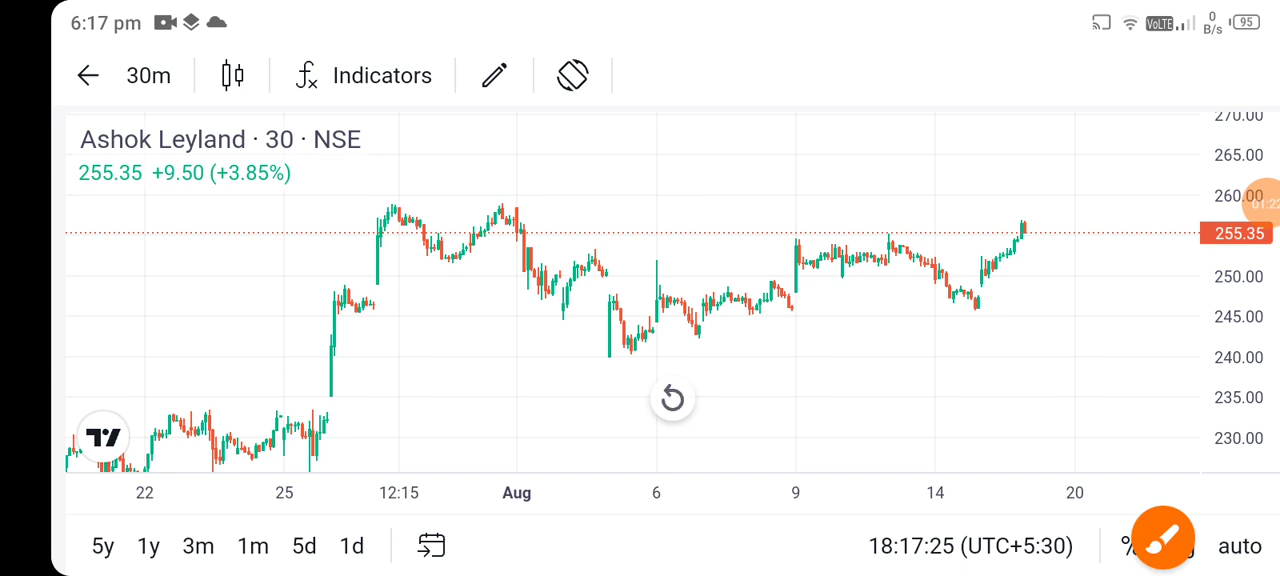 6:17 pm VoLTE 0 B/s 95
30m Indicators
Ashok Leyland · 30 · NSE
255.35 +9.50 (+3.85%)
270.00
265.00
260.00
01:22
255.35
250.00
245.00
240.00
235.00
230.00
22 25 12:15 Aug 6 9 14 20
5y 1y 3m 1m 5d 1d 18:17:25 (UTC+5:30) % auto